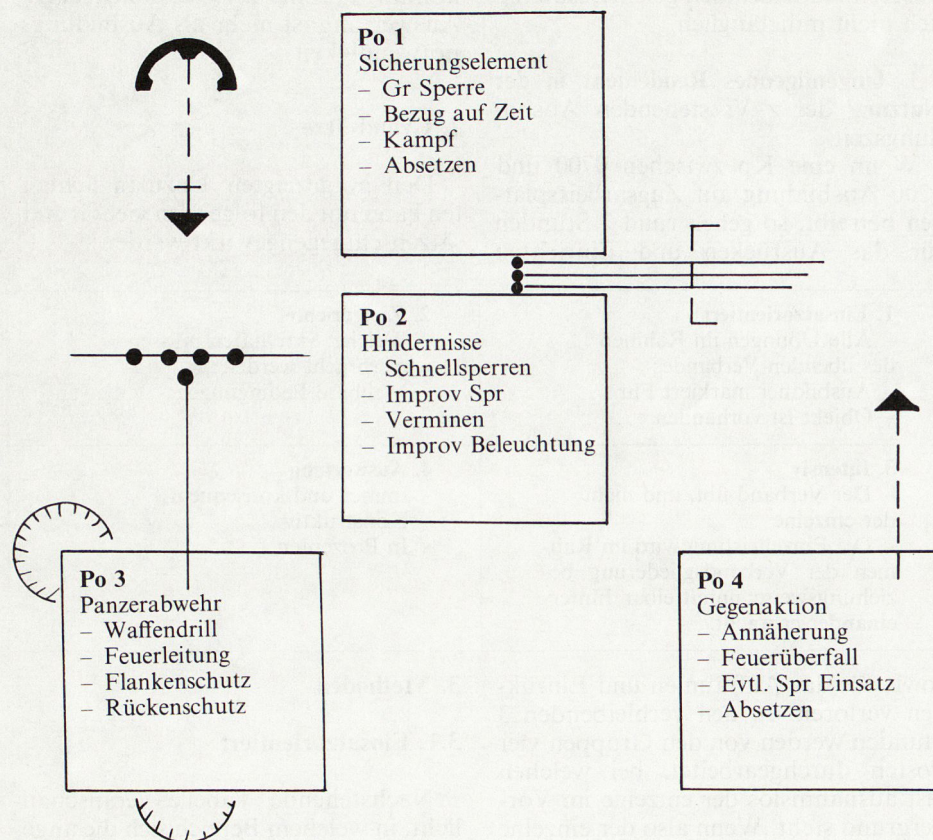 Po 1
Sicherungselement
– Gr Sperre
– Bezug auf Zeit
– Kampf
– Absetzen
Po 2
Hindernisse
– Schnellsperren
– Improv Spr
– Verminen
– Improv Beleuchtung
Po 3
Panzerabwehr
– Waffendrill
– Feuerleitung
– Flankenschutz
– Rückenschutz
Po 4
Gegenaktion
– Annäherung
– Feuerüberfall
– Evtl. Spr Einsatz
– Absetzen